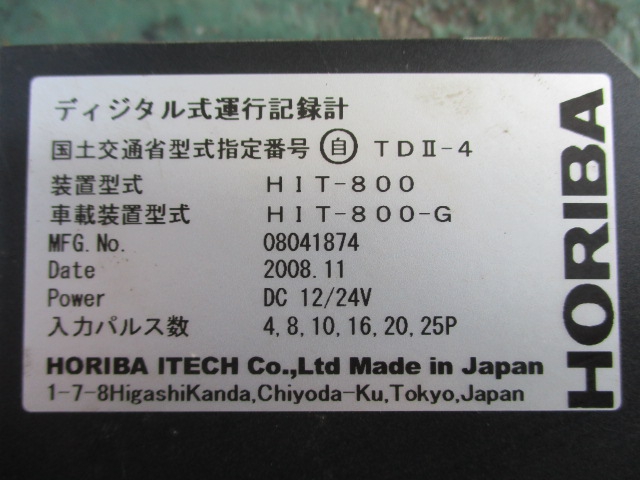 ディジタル式運行記録計
国土交通省型式指定番号 自 TDⅡ-4
装置型式 HIT-800
車載装置型式 HIT-800-G
MFG.No. 08041874
Date 2008.11
Power DC 12/24V
入力パルス数 4,8,10,16,20,25P
HORIBA ITECH Co.,Ltd Made in Japan
1-7-8HigashiKanda,Chiyoda-Ku,Tokyo,Japan
HORIBA